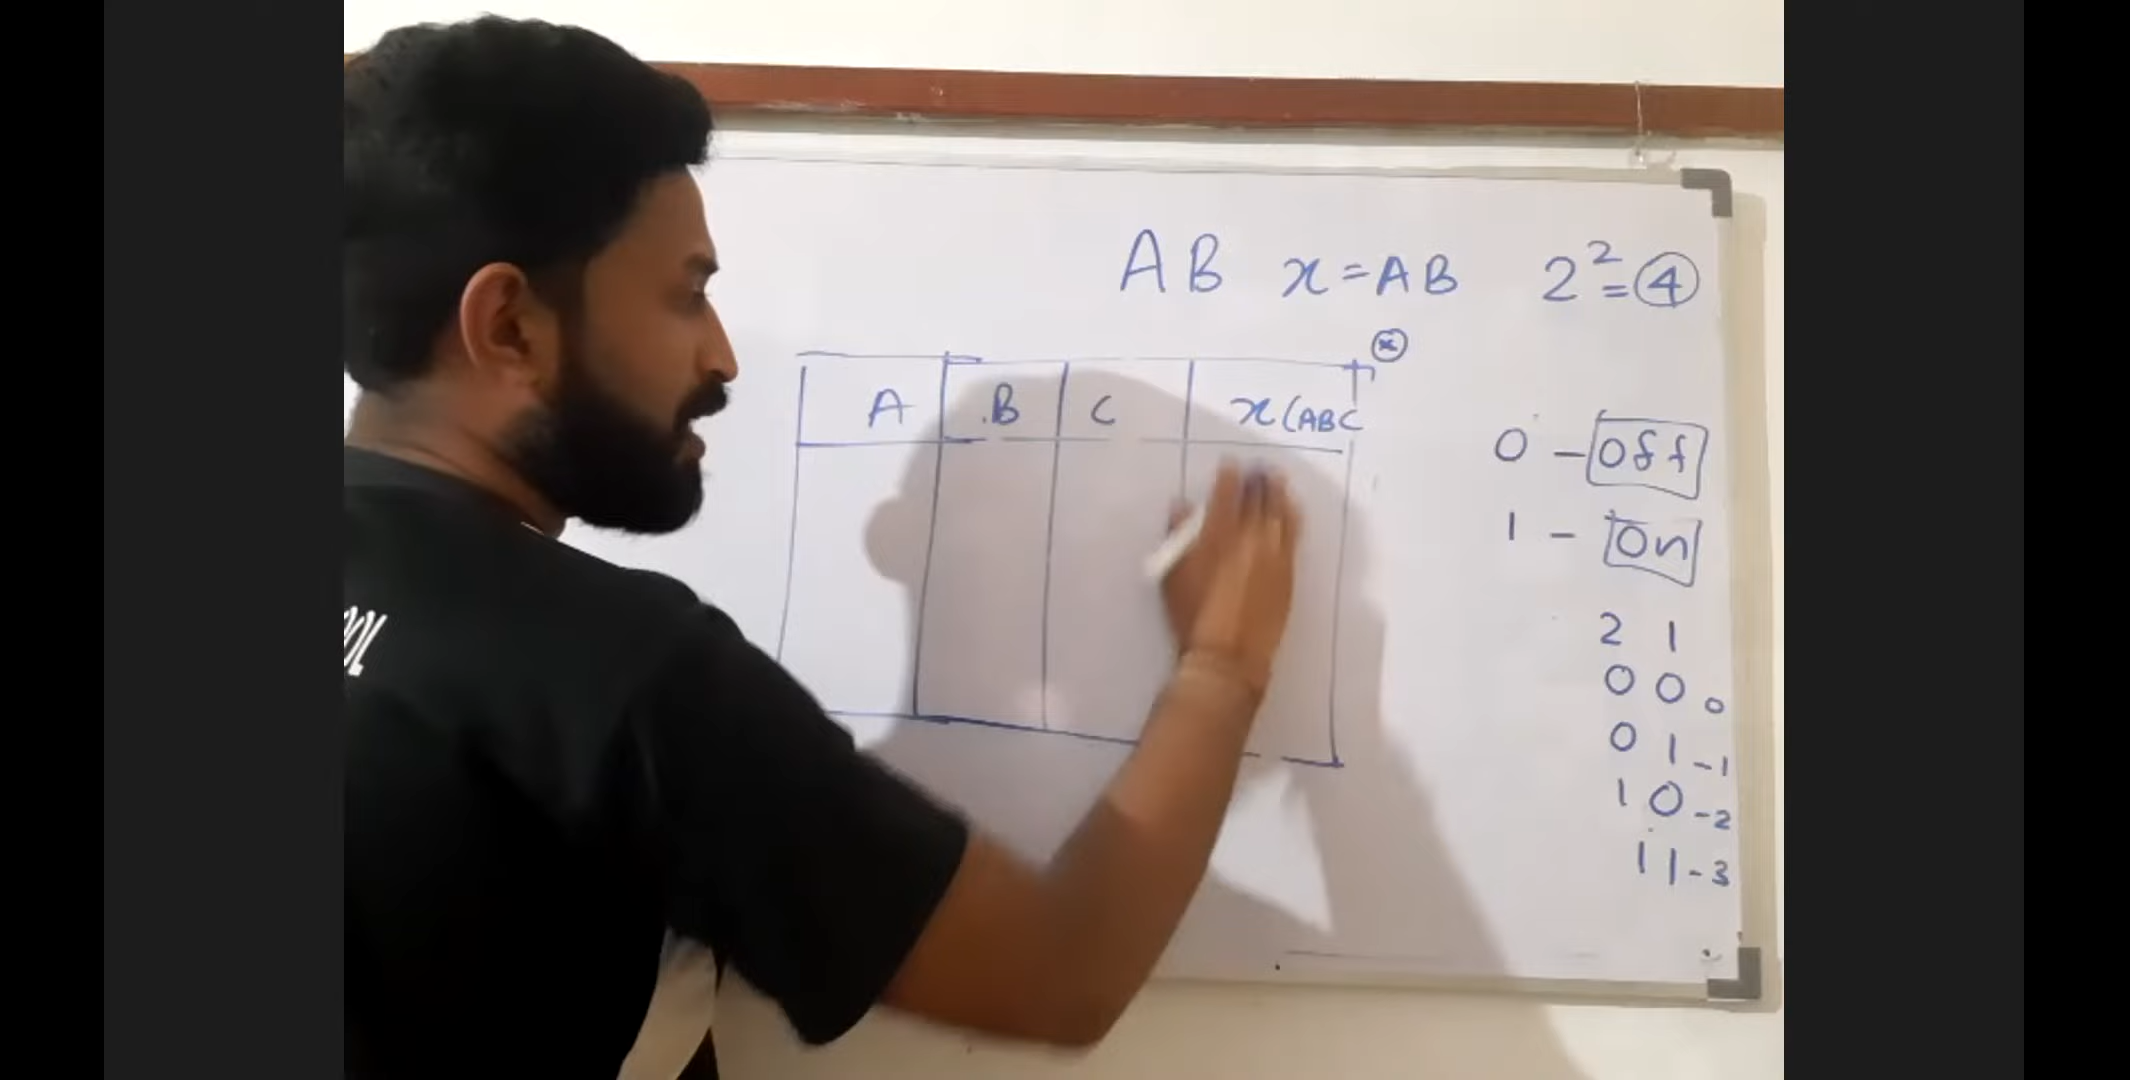 AB x=AB 2²=4
x
A B C x(ABC
0 - Off
1 - On
2 1
0 0 0
0 1 - 1
1 0 - 2
1 1 - 3